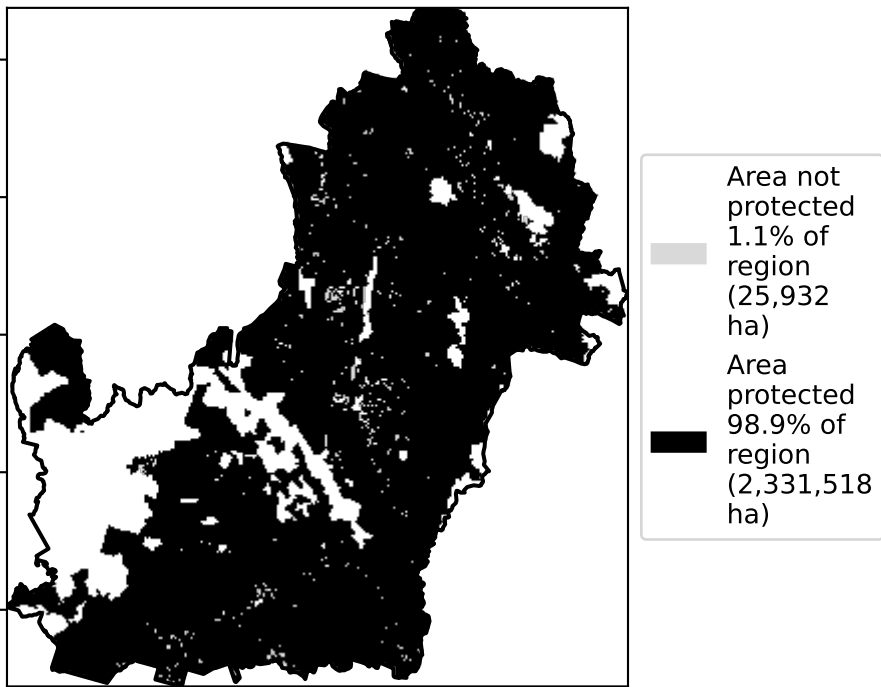 Area not
protected
1.1% of
region
(25,932
ha)
Area
protected
98.9% of
region
(2,331,518
ha)